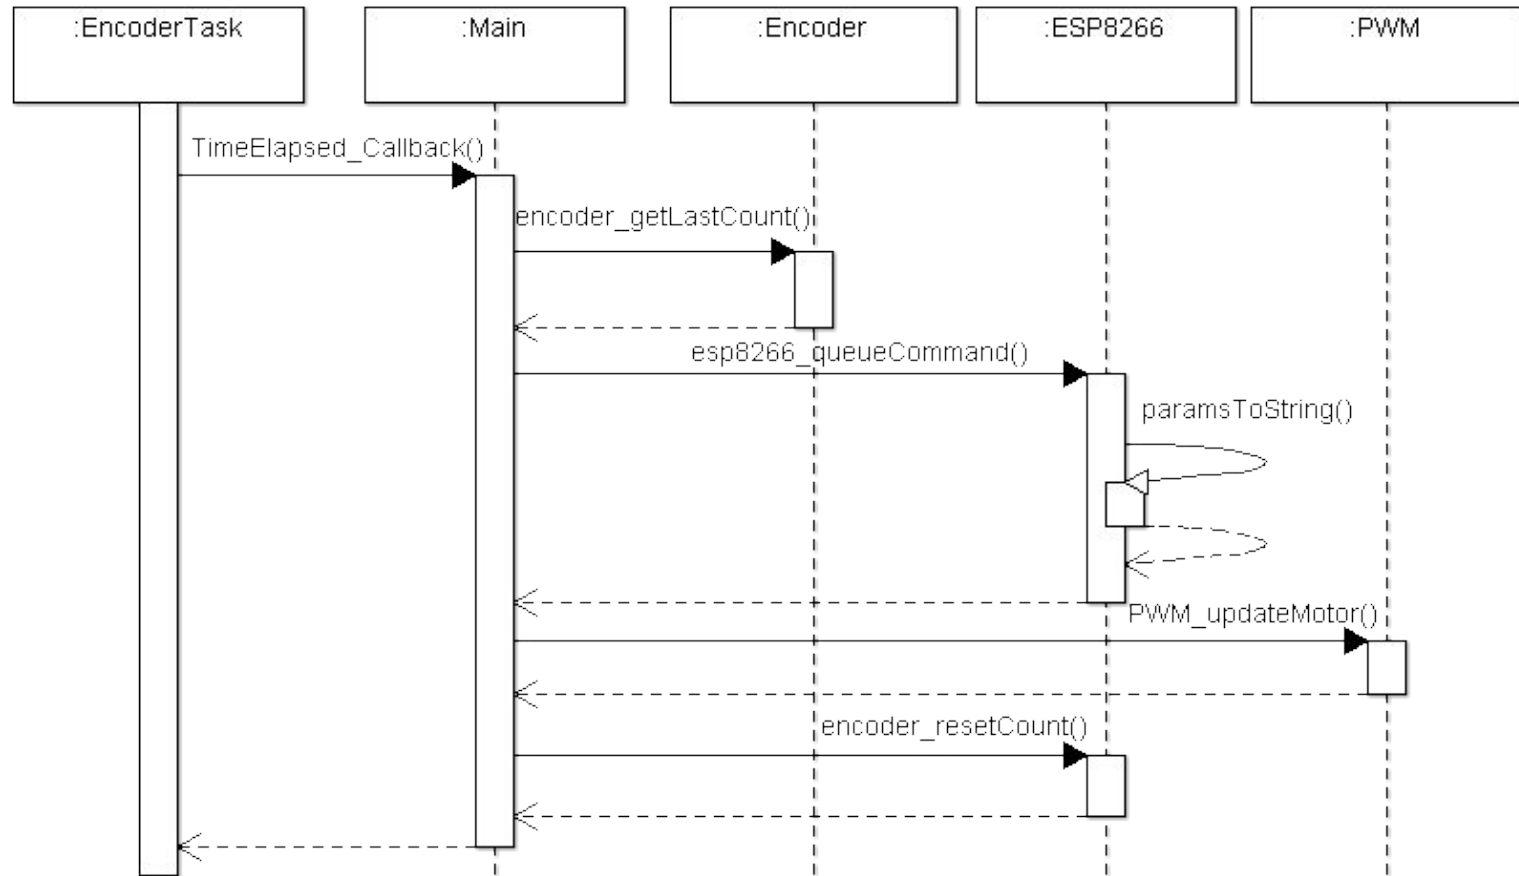 :EncoderTask
:Main
:Encoder
:ESP8266
:PWM
TimeElapsed_Callback()
encoder_getLastCount()
esp8266_queueCommand()
paramsToString()
PWM_updateMotor()
encoder_resetCount()